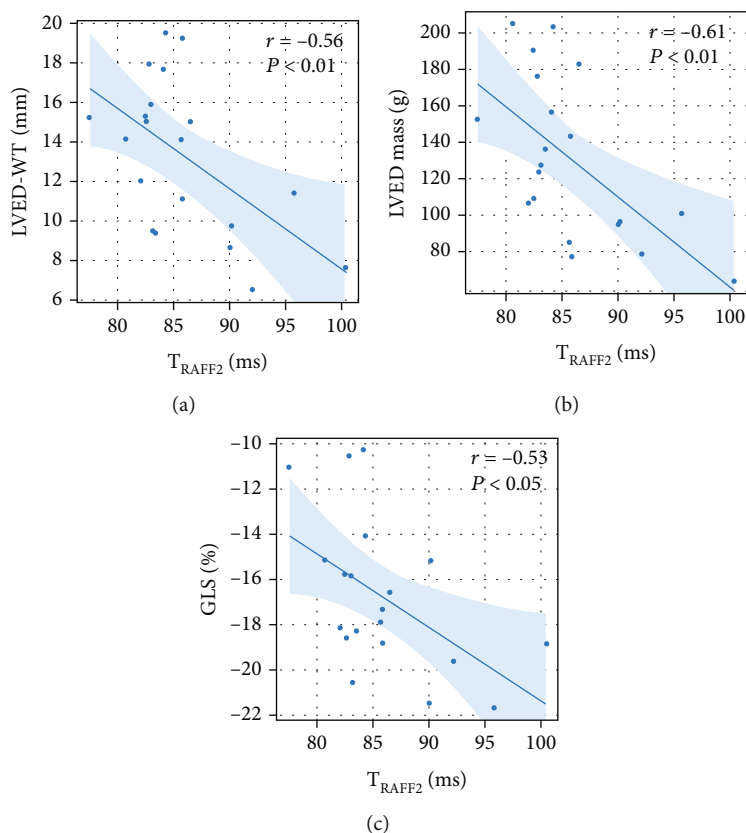 20
18
16
14
12
10
8
6
LVED-WT (mm)
r = –0.56
P < 0.01
80 85 90 95 100
T_RAFF2 (ms)
(a)
200
180
160
140
120
100
80
LVED mass (g)
r = –0.61
P < 0.01
80 85 90 95 100
T_RAFF2 (ms)
(b)
–10
–12
–14
–16
–18
–20
–22
GLS (%)
r = –0.53
P < 0.05
80 85 90 95 100
T_RAFF2 (ms)
(c)